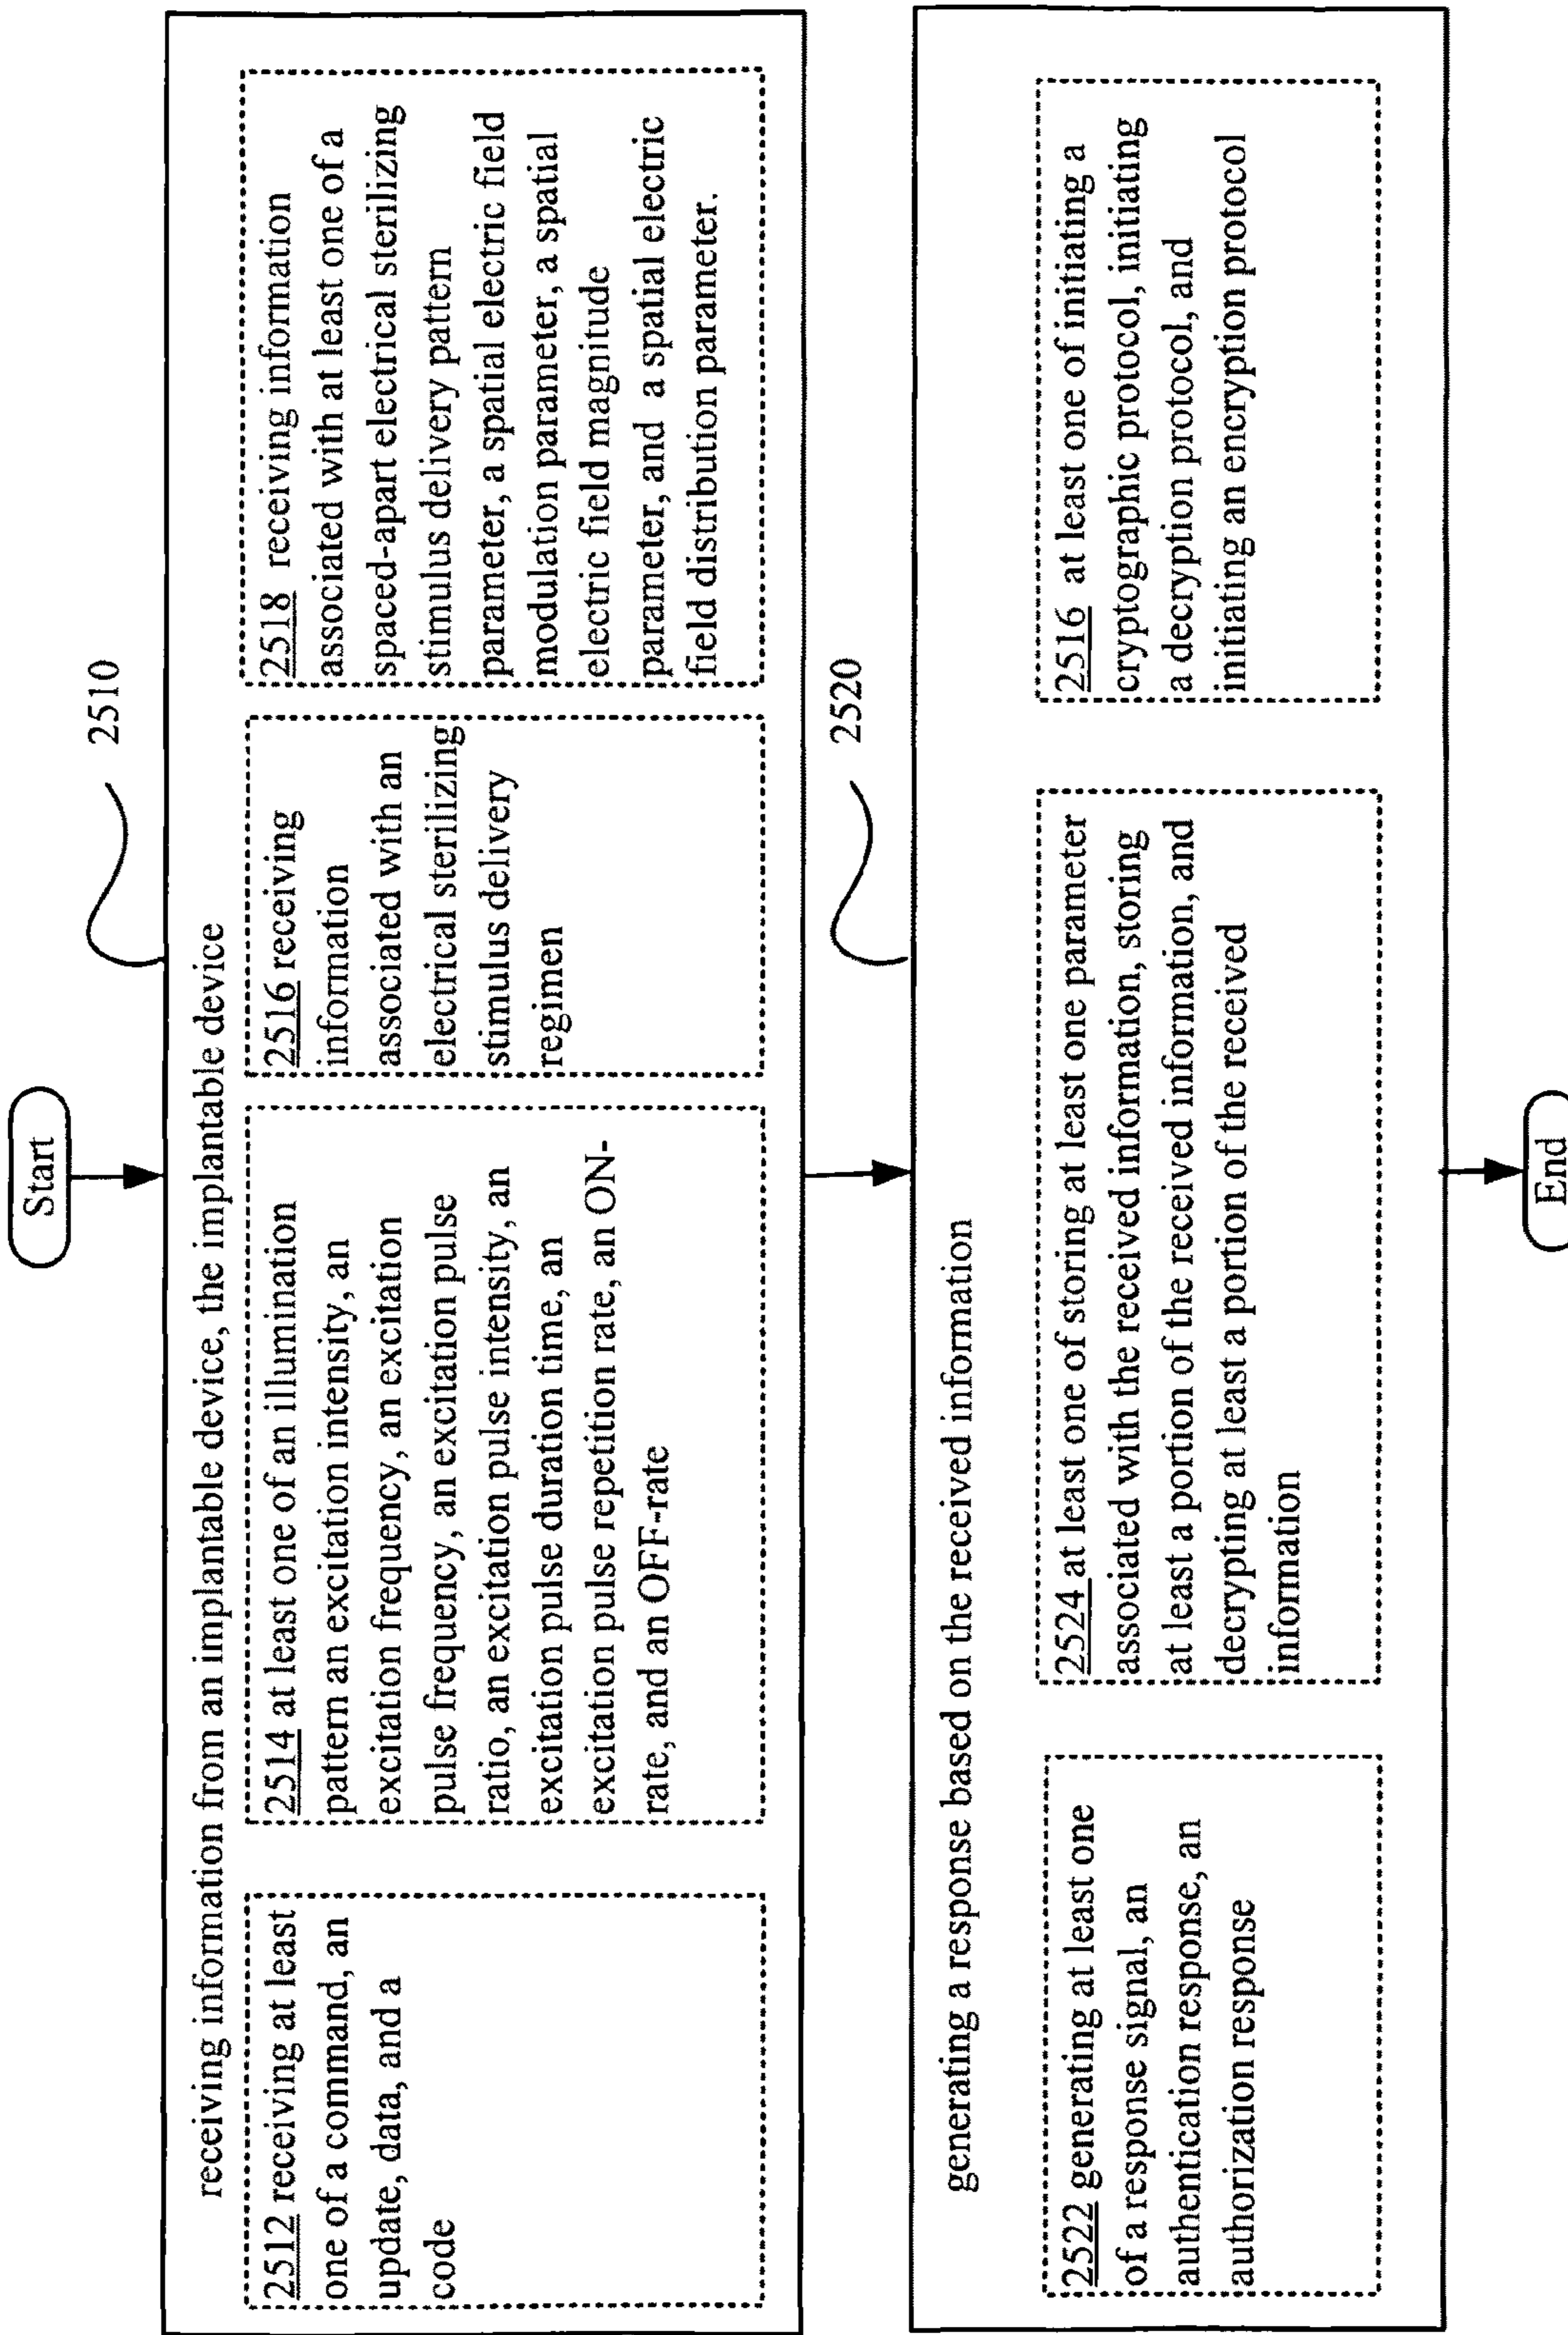 Start
2510
receiving information from an implantable device, the implantable device
2512 receiving at least
one of a command, an
update, data, and a
code
2514 at least one of an illumination
pattern an excitation intensity, an
excitation frequency, an excitation
pulse frequency, an excitation pulse
ratio, an excitation pulse intensity, an
excitation pulse duration time, an
excitation pulse repetition rate, an ON-
rate, and an OFF-rate
2516 receiving
information
associated with an
electrical sterilizing
stimulus delivery
regimen
2518 receiving information
associated with at least one of a
spaced-apart electrical sterilizing
stimulus delivery pattern
parameter, a spatial electric field
modulation parameter, a spatial
electric field magnitude
parameter, and a spatial electric
field distribution parameter.
2520
generating a response based on the received information
2522 generating at least one
of a response signal, an
authentication response, an
authorization response
2524 at least one of storing at least one parameter
associated with the received information, storing
at least a portion of the received information, and
decrypting at least a portion of the received
information
2516 at least one of initiating a
cryptographic protocol, initiating
a decryption protocol, and
initiating an encryption protocol
End